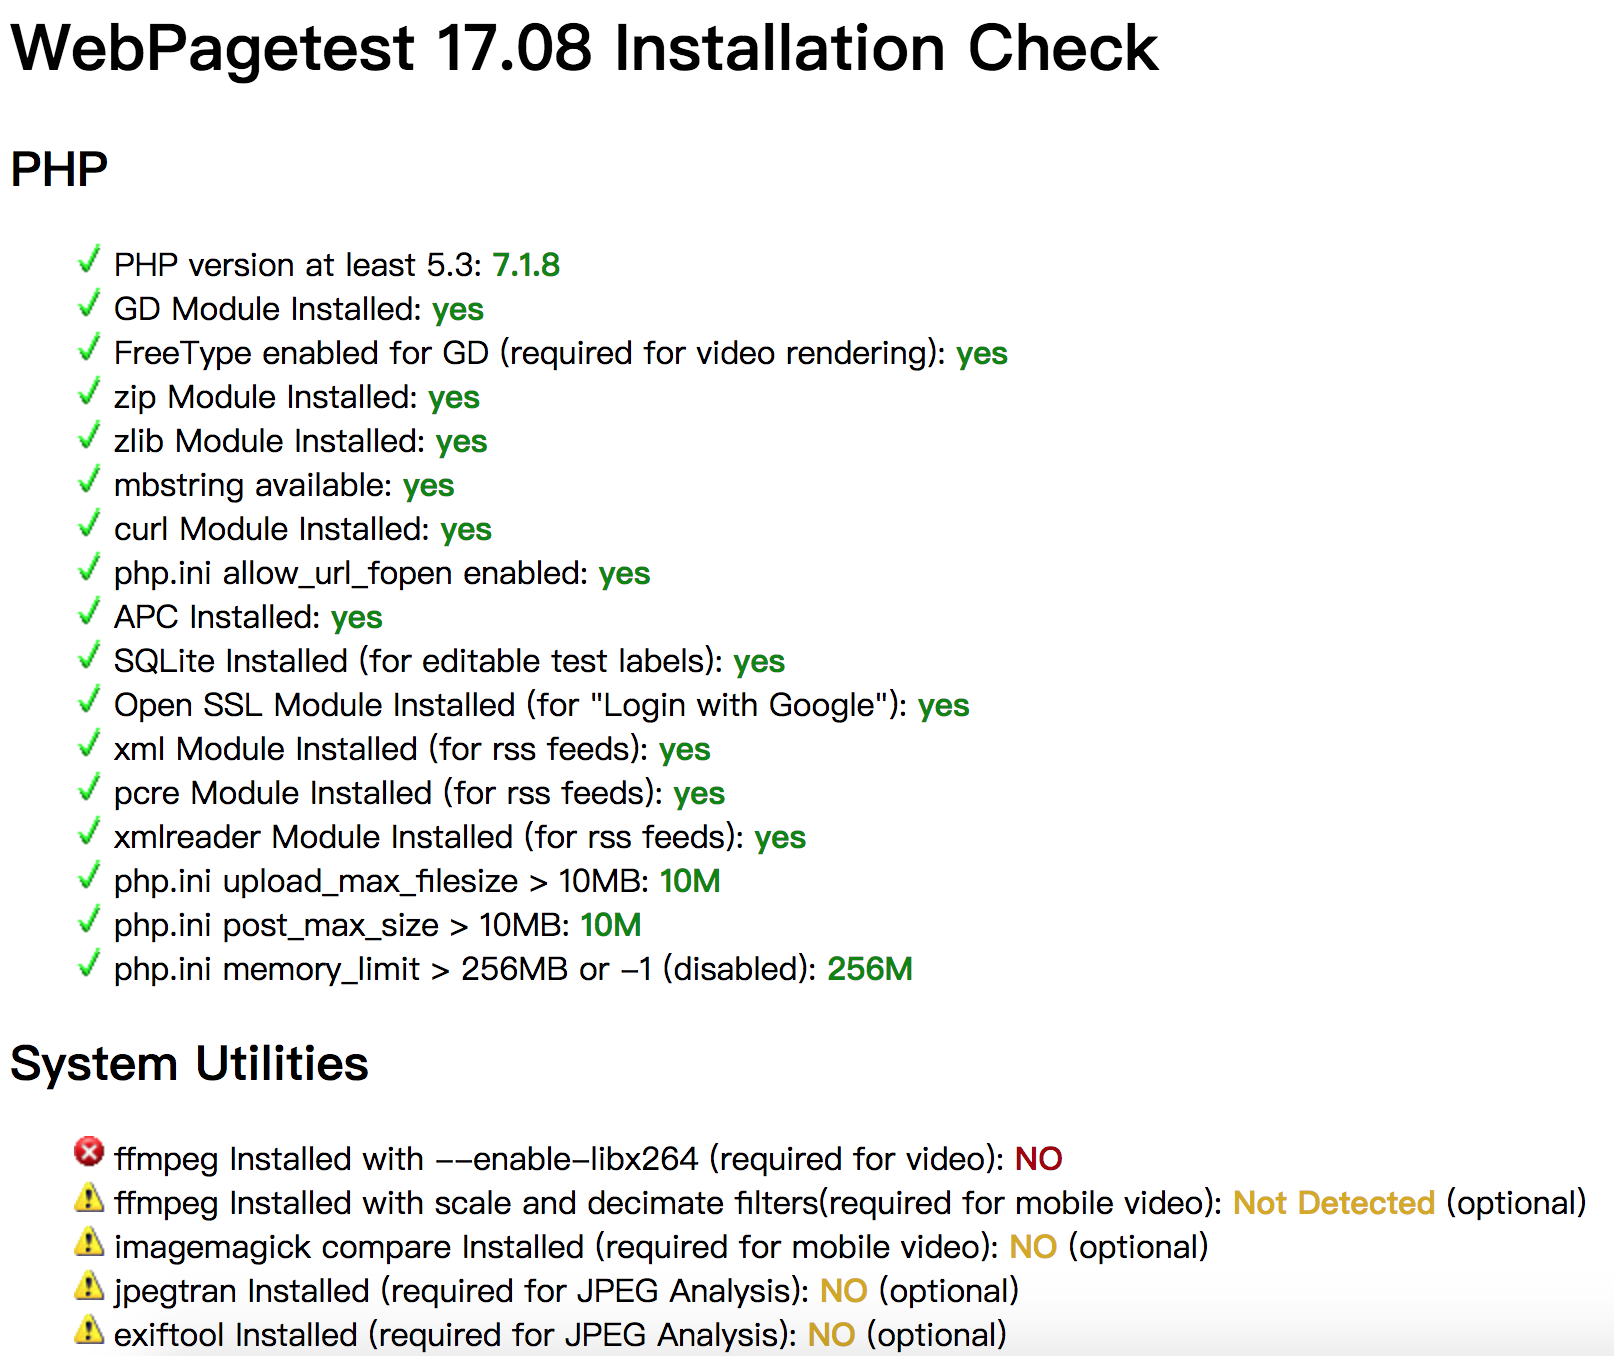 WebPagetest 17.08 Installation Check
PHP
PHP version at least 5.3: 7.1.8
GD Module Installed: yes
FreeType enabled for GD (required for video rendering): yes
zip Module Installed: yes
zlib Module Installed: yes
mbstring available: yes
curl Module Installed: yes
php.ini allow_url_fopen enabled: yes
APC Installed: yes
SQLite Installed (for editable test labels): yes
Open SSL Module Installed (for "Login with Google"): yes
xml Module Installed (for rss feeds): yes
pcre Module Installed (for rss feeds): yes
xmlreader Module Installed (for rss feeds): yes
php.ini upload_max_filesize > 10MB: 10M
php.ini post_max_size > 10MB: 10M
php.ini memory_limit > 256MB or -1 (disabled): 256M
System Utilities
ffmpeg Installed with --enable-libx264 (required for video): NO
ffmpeg Installed with scale and decimate filters(required for mobile video): Not Detected (optional)
imagemagick compare Installed (required for mobile video): NO (optional)
jpegtran Installed (required for JPEG Analysis): NO (optional)
exiftool Installed (required for JPEG Analysis): NO (optional)